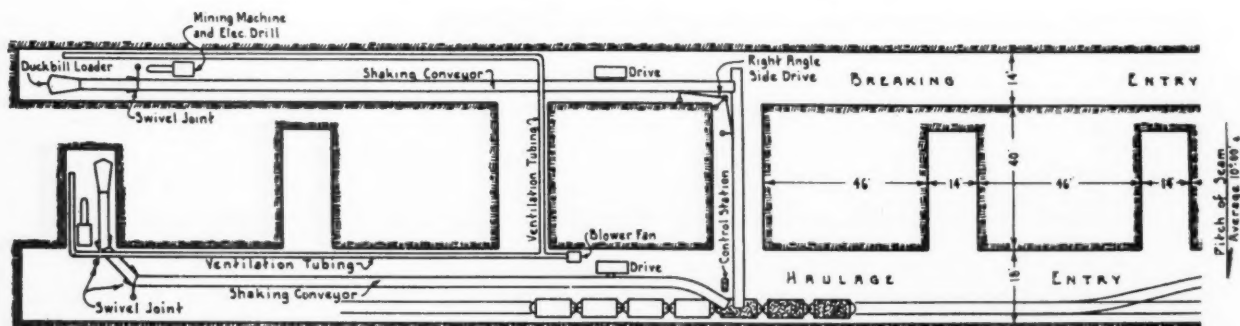 Mining Machine
and Elec. Drill
Duckbill Loader
Shaking Conveyor
Drive
Right Angle
Side Drive
BREAKING ENTRY
14'
Swivel Joint
Ventilation Tubing
Control Station
40'
46'
14'
46'
14'
Pitch of Seam
Average 10°00'±
Blower Fan
Ventilation Tubing
Drive
HAULAGE ENTRY
Shaking Conveyor
Swivel Joint